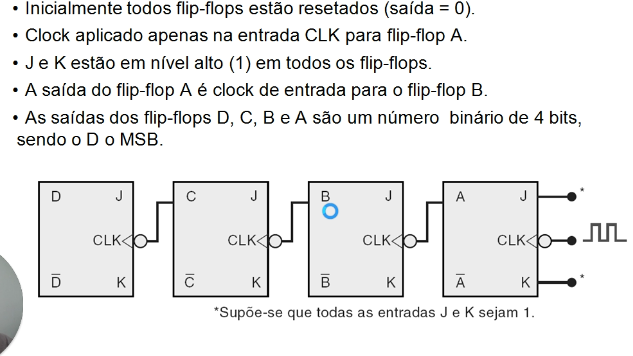 • Inicialmente todos flip-flops estão resetados (saída = 0).
• Clock aplicado apenas na entrada CLK para flip-flop A.
• J e K estão em nível alto (1) em todos os flip-flops.
• A saída do flip-flop A é clock de entrada para o flip-flop B.
• As saídas dos flip-flops D, C, B e A são um número binário de 4 bits,
sendo o D o MSB.
D J C J B J A J *
CLK CLK CLK CLK
D̅ K C̅ K B̅ K A̅ K *
*Supõe-se que todas as entradas J e K sejam 1.